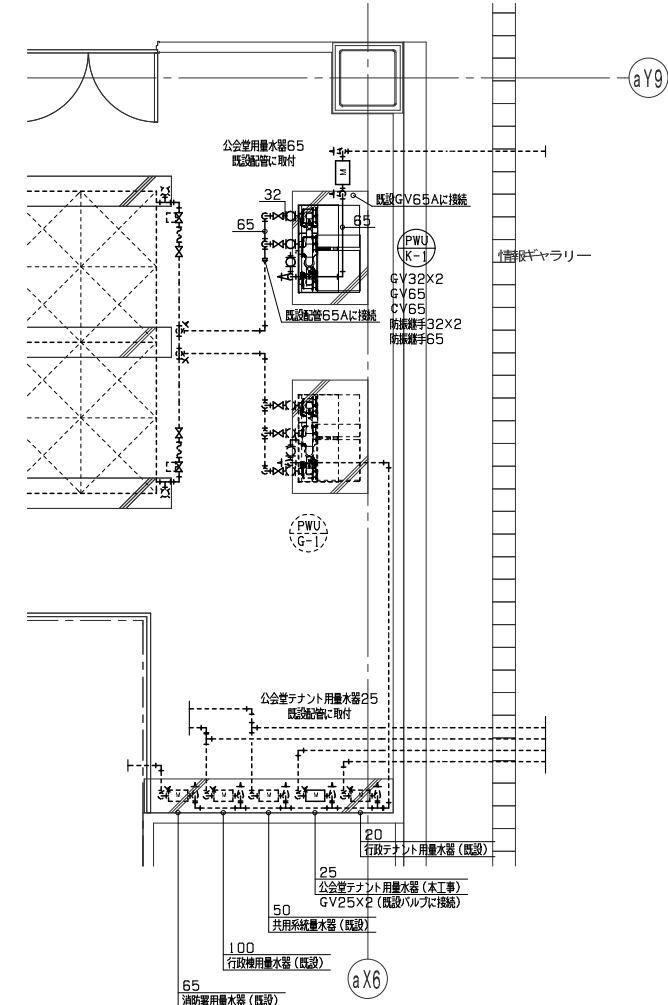 aY9
公会堂用量水器65
既設配管に取付
M
32
既設GV65Aに接続
65
65
PWU
K-1
情報ギャラリー
GV32X2
GV65
CV65
防振継手32X2
防振継手65
既設配管65Aに接続
PWU
G-1
公会堂テナント用量水器25
既設配管に取付
M M M M M
20
行政テナント用量水器(既設)
25
公会堂テナント用量水器(本工事)
GV25X2(既設バルブに接続)
50
共用系統量水器(既設)
100
行政棟用量水器(既設)
aX6
65
消防署用量水器(既設)